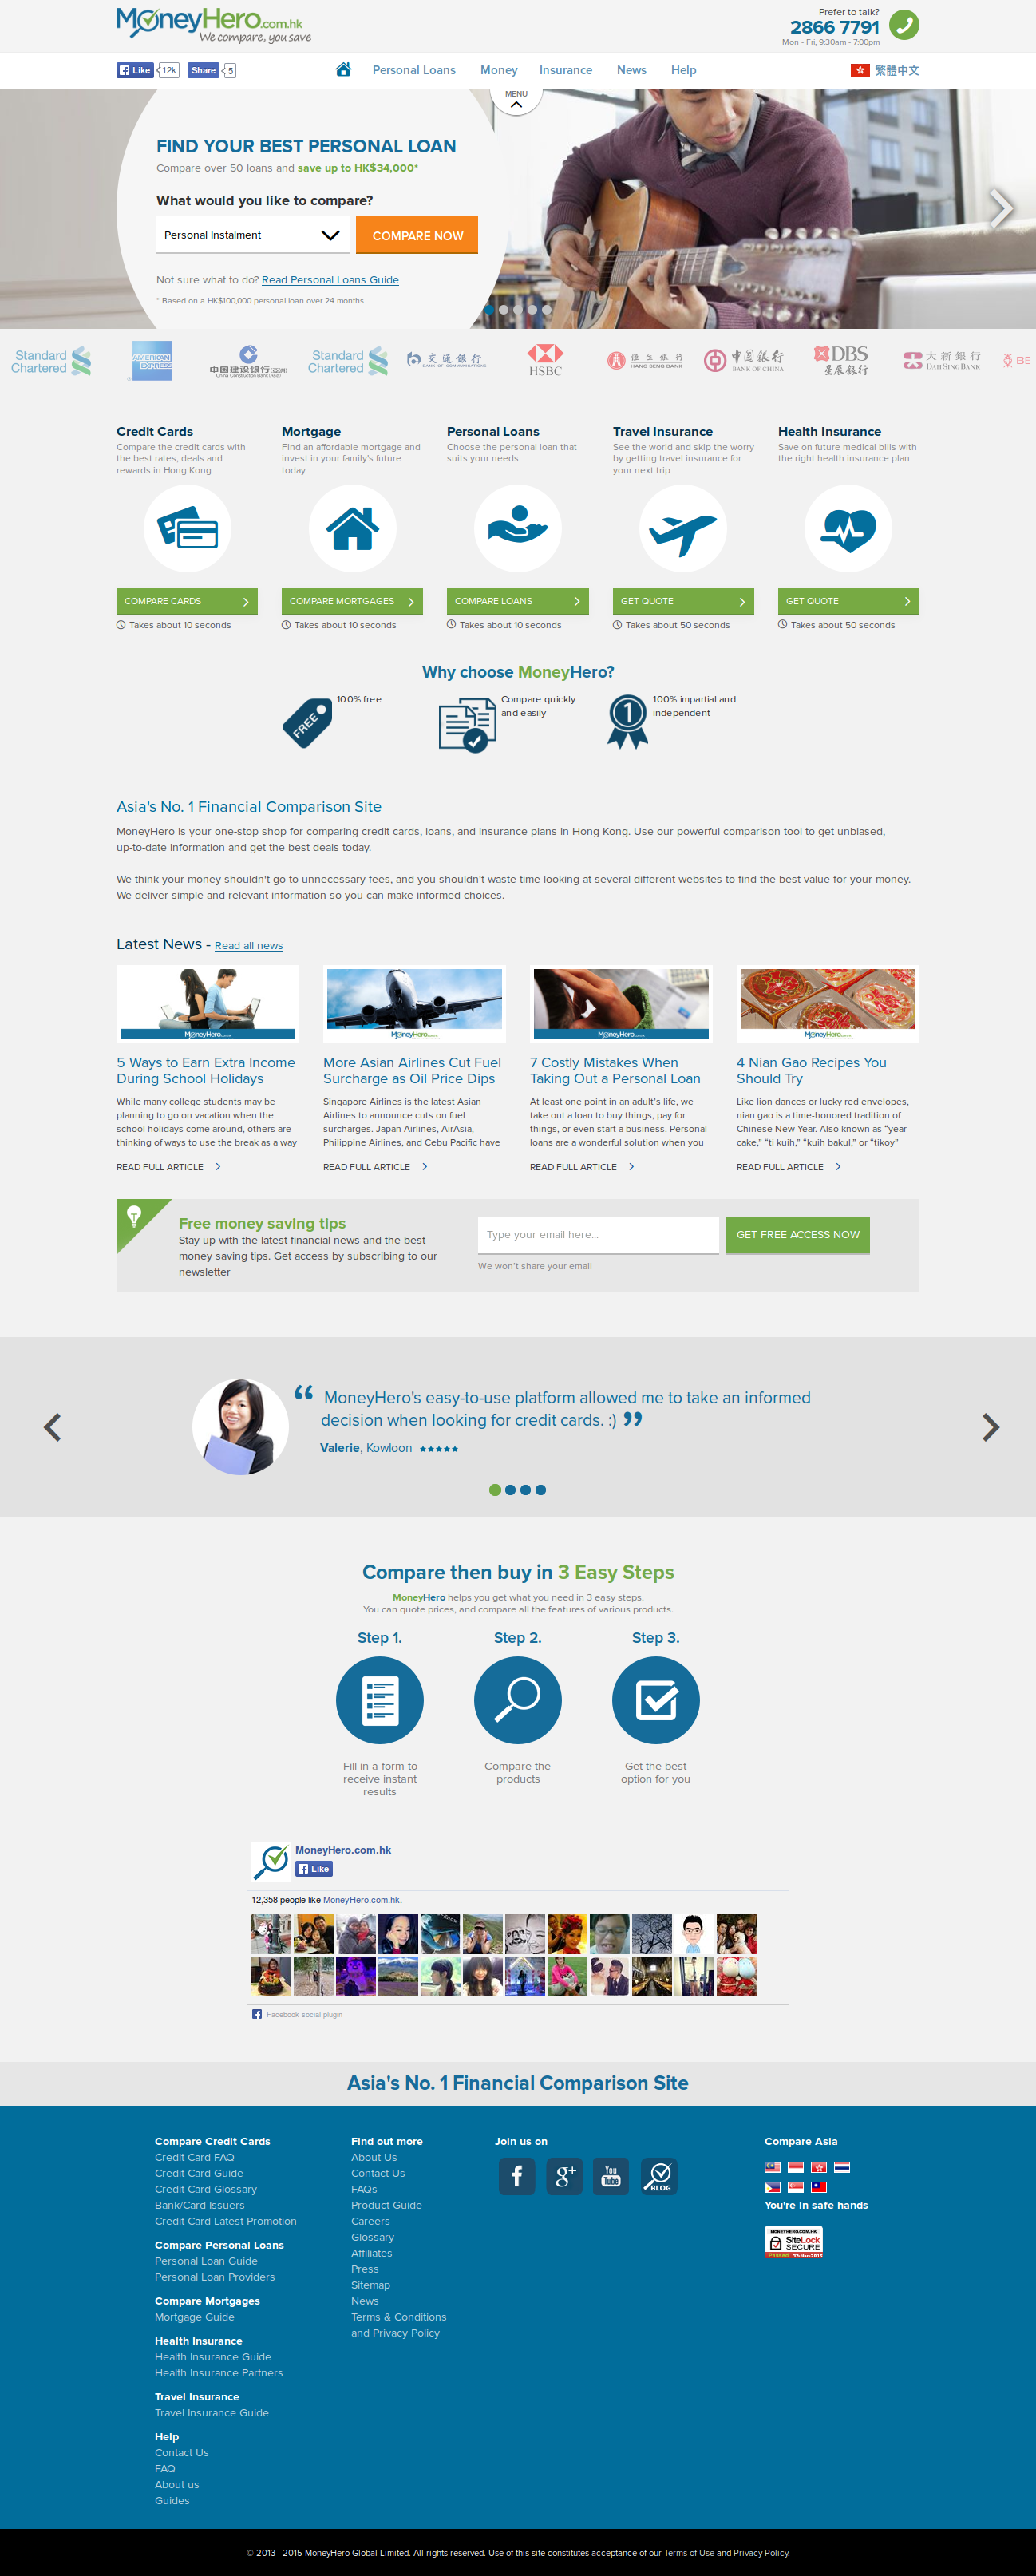 MoneyHero.com.hk
We compare, you save
Prefer to talk?
2866 7791
Mon - Fri, 9:30am - 7:00pm
Like 12k Share 5
Personal Loans Money Insurance News Help
繁體中文
MENU
FIND YOUR BEST PERSONAL LOAN
Compare over 50 loans and save up to HK$34,000*
What would you like to compare?
Personal Instalment
COMPARE NOW
Not sure what to do? Read Personal Loans Guide
* Based on a HK$100,000 personal loan over 24 months
Standard Chartered
AMERICAN EXPRESS
中国建设银行(亞洲)
China Construction Bank (Asia)
Standard Chartered
交通銀行
BANK OF COMMUNICATIONS
HSBC
恒生銀行
HANG SENG BANK
中国银行
BANK OF CHINA
DBS
星展銀行
大新銀行
DAH SING BANK
BE
Credit Cards
Compare the credit cards with
the best rates, deals and
rewards in Hong Kong
COMPARE CARDS
Takes about 10 seconds
Mortgage
Find an affordable mortgage and
invest in your family's future
today
COMPARE MORTGAGES
Takes about 10 seconds
Personal Loans
Choose the personal loan that
suits your needs
COMPARE LOANS
Takes about 10 seconds
Travel Insurance
See the world and skip the worry
by getting travel insurance for
your next trip
GET QUOTE
Takes about 50 seconds
Health Insurance
Save on future medical bills with
the right health insurance plan
GET QUOTE
Takes about 50 seconds
Why choose MoneyHero?
FREE
100% free
Compare quickly
and easily
1
100% impartial and
independent
Asia's No. 1 Financial Comparison Site
MoneyHero is your one-stop shop for comparing credit cards, loans, and insurance plans in Hong Kong. Use our powerful comparison tool to get unbiased,
up-to-date information and get the best deals today.
We think your money shouldn't go to unnecessary fees, and you shouldn't waste time looking at several different websites to find the best value for your money.
We deliver simple and relevant information so you can make informed choices.
Latest News - Read all news
MoneyHero
5 Ways to Earn Extra Income
During School Holidays
While many college students may be
planning to go on vacation when the
school holidays come around, others are
thinking of ways to use the break as a way
READ FULL ARTICLE
MoneyHero
More Asian Airlines Cut Fuel
Surcharge as Oil Price Dips
Singapore Airlines is the latest Asian
Airlines to announce cuts on fuel
surcharges. Japan Airlines, AirAsia,
Philippine Airlines, and Cebu Pacific have
READ FULL ARTICLE
MoneyHero
7 Costly Mistakes When
Taking Out a Personal Loan
At least one point in an adult's life, we
take out a loan to buy things, pay for
things, or even start a business. Personal
loans are a wonderful solution when you
READ FULL ARTICLE
MoneyHero
4 Nian Gao Recipes You
Should Try
Like lion dances or lucky red envelopes,
nian gao is a time-honored tradition of
Chinese New Year. Also known as “year
cake,” “ti kuih,” “kuih bakul,” or “tikoy”
READ FULL ARTICLE
Free money saving tips
Stay up with the latest financial news and the best
money saving tips. Get access by subscribing to our
newsletter
Type your email here...
GET FREE ACCESS NOW
We won't share your email
“ MoneyHero's easy-to-use platform allowed me to take an informed
decision when looking for credit cards. :) ”
Valerie, Kowloon ★★★★★
Compare then buy in 3 Easy Steps
MoneyHero helps you get what you need in 3 easy steps.
You can quote prices, and compare all the features of various products.
Step 1.
Fill in a form to
receive instant
results
Step 2.
Compare the
products
Step 3.
Get the best
option for you
MoneyHero.com.hk
Like
12,358 people like MoneyHero.com.hk.
Facebook social plugin
Asia's No. 1 Financial Comparison Site
Compare Credit Cards
Credit Card FAQ
Credit Card Guide
Credit Card Glossary
Bank/Card Issuers
Credit Card Latest Promotion
Compare Personal Loans
Personal Loan Guide
Personal Loan Providers
Compare Mortgages
Mortgage Guide
Health Insurance
Health Insurance Guide
Health Insurance Partners
Travel Insurance
Travel Insurance Guide
Help
Contact Us
FAQ
About us
Guides
Find out more
About Us
Contact Us
FAQs
Product Guide
Careers
Glossary
Affiliates
Press
Sitemap
News
Terms & Conditions
and Privacy Policy
Join us on
f
g+
You Tube
BLOG
Compare Asia
You're in safe hands
MONEYHERO.COM.HK
SiteLock
SECURE
Passed 13-Mar-2015
© 2013 - 2015 MoneyHero Global Limited. All rights reserved. Use of this site constitutes acceptance of our Terms of Use and Privacy Policy.